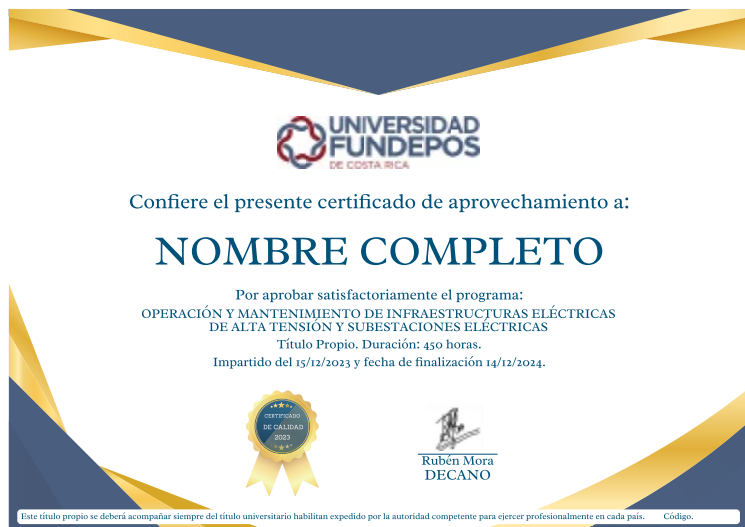 UNIVERSIDAD
FUNDEPOS
DE COSTA RICA
Confiere el presente certificado de aprovechamiento a:
NOMBRE COMPLETO
Por aprobar satisfactoriamente el programa:
OPERACIÓN Y MANTENIMIENTO DE INFRAESTRUCTURAS ELÉCTRICAS
DE ALTA TENSIÓN Y SUBESTACIONES ELÉCTRICAS
Título Propio. Duración: 450 horas.
Impartido del 15/12/2023 y fecha de finalización 14/12/2024.
CERTIFICADO
DE CALIDAD
2023
Rubén Mora
DECANO
Este título propio se deberá acompañar siempre del título universitario habilitan expedido por la autoridad competente para ejercer profesionalmente en cada país. Código.